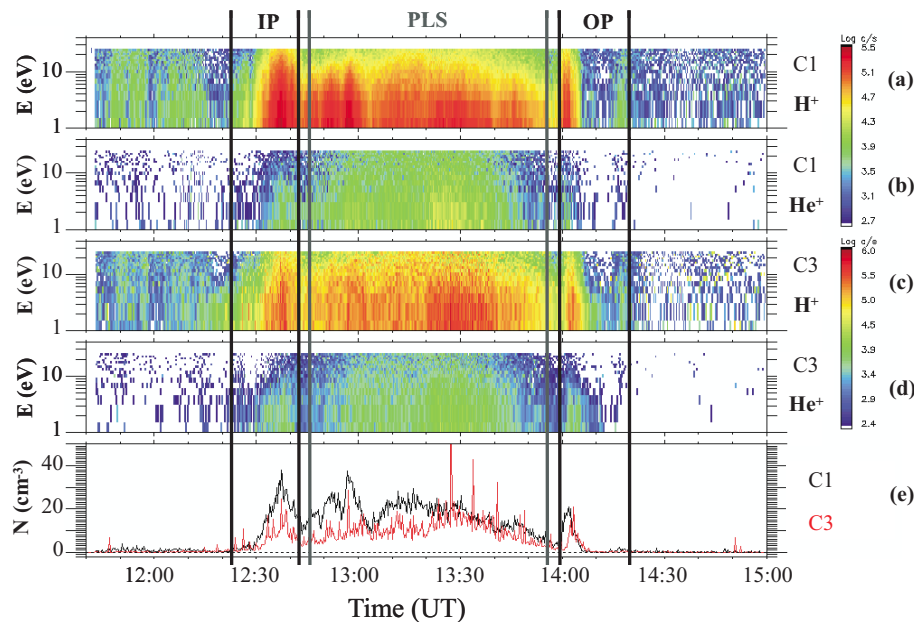 IP PLS OP
Log c/s
E (eV) 10 1 C1 H⁺ 5.5 (a)
5.1
4.7
4.3
E (eV) 10 1 C1 He⁺ 3.9 (b)
3.5
3.1
2.7
Log c/s
E (eV) 10 1 C3 H⁺ 6.0 (c)
5.5
5.0
4.5
E (eV) 10 1 C3 He⁺ 3.9 (d)
3.4
2.9
2.4
N (cm⁻³) 40 20 0 C1 C3 (e)
12:00 12:30 13:00 13:30 14:00 14:30 15:00
Time (UT)